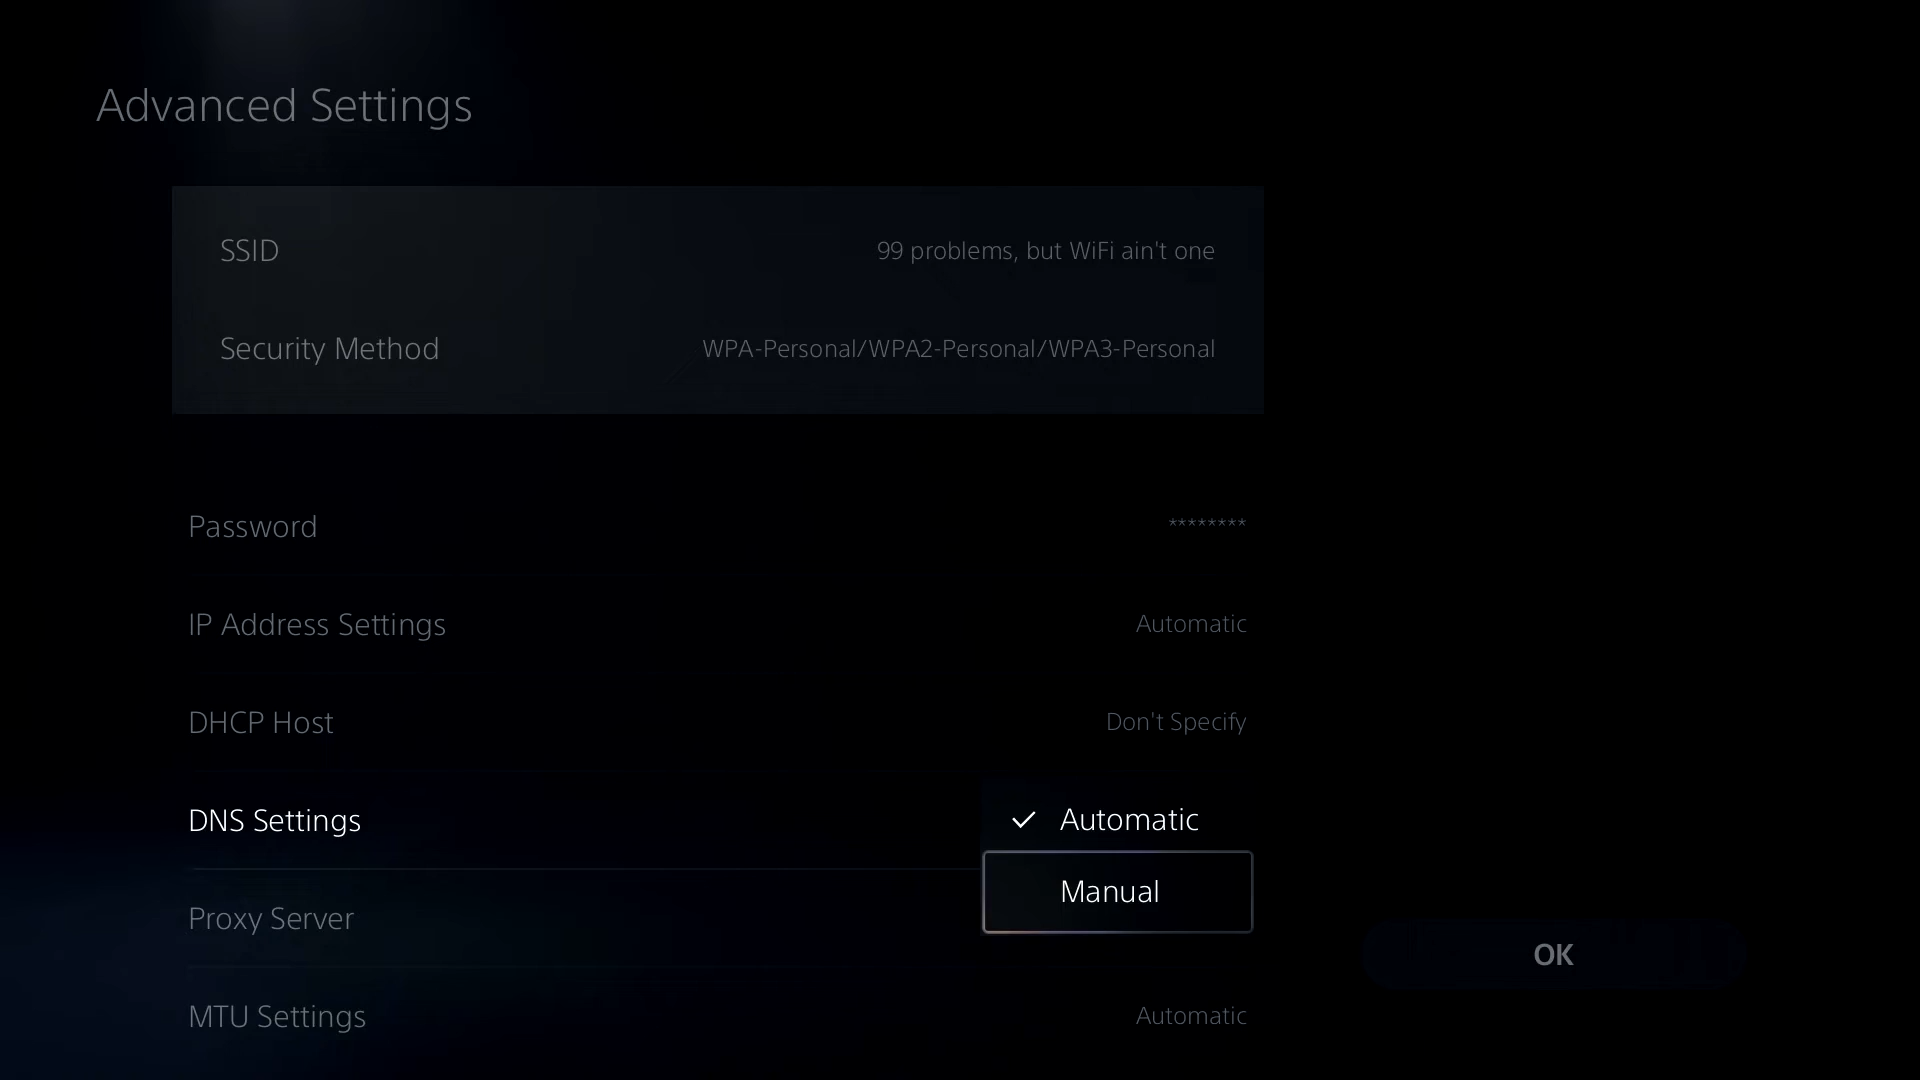 Advanced Settings
SSID 99 problems, but WiFi ain't one
Security Method WPA-Personal/WPA2-Personal/WPA3-Personal
Password ********
IP Address Settings Automatic
DHCP Host Don't Specify
DNS Settings Automatic
Manual
Proxy Server
OK
MTU Settings Automatic